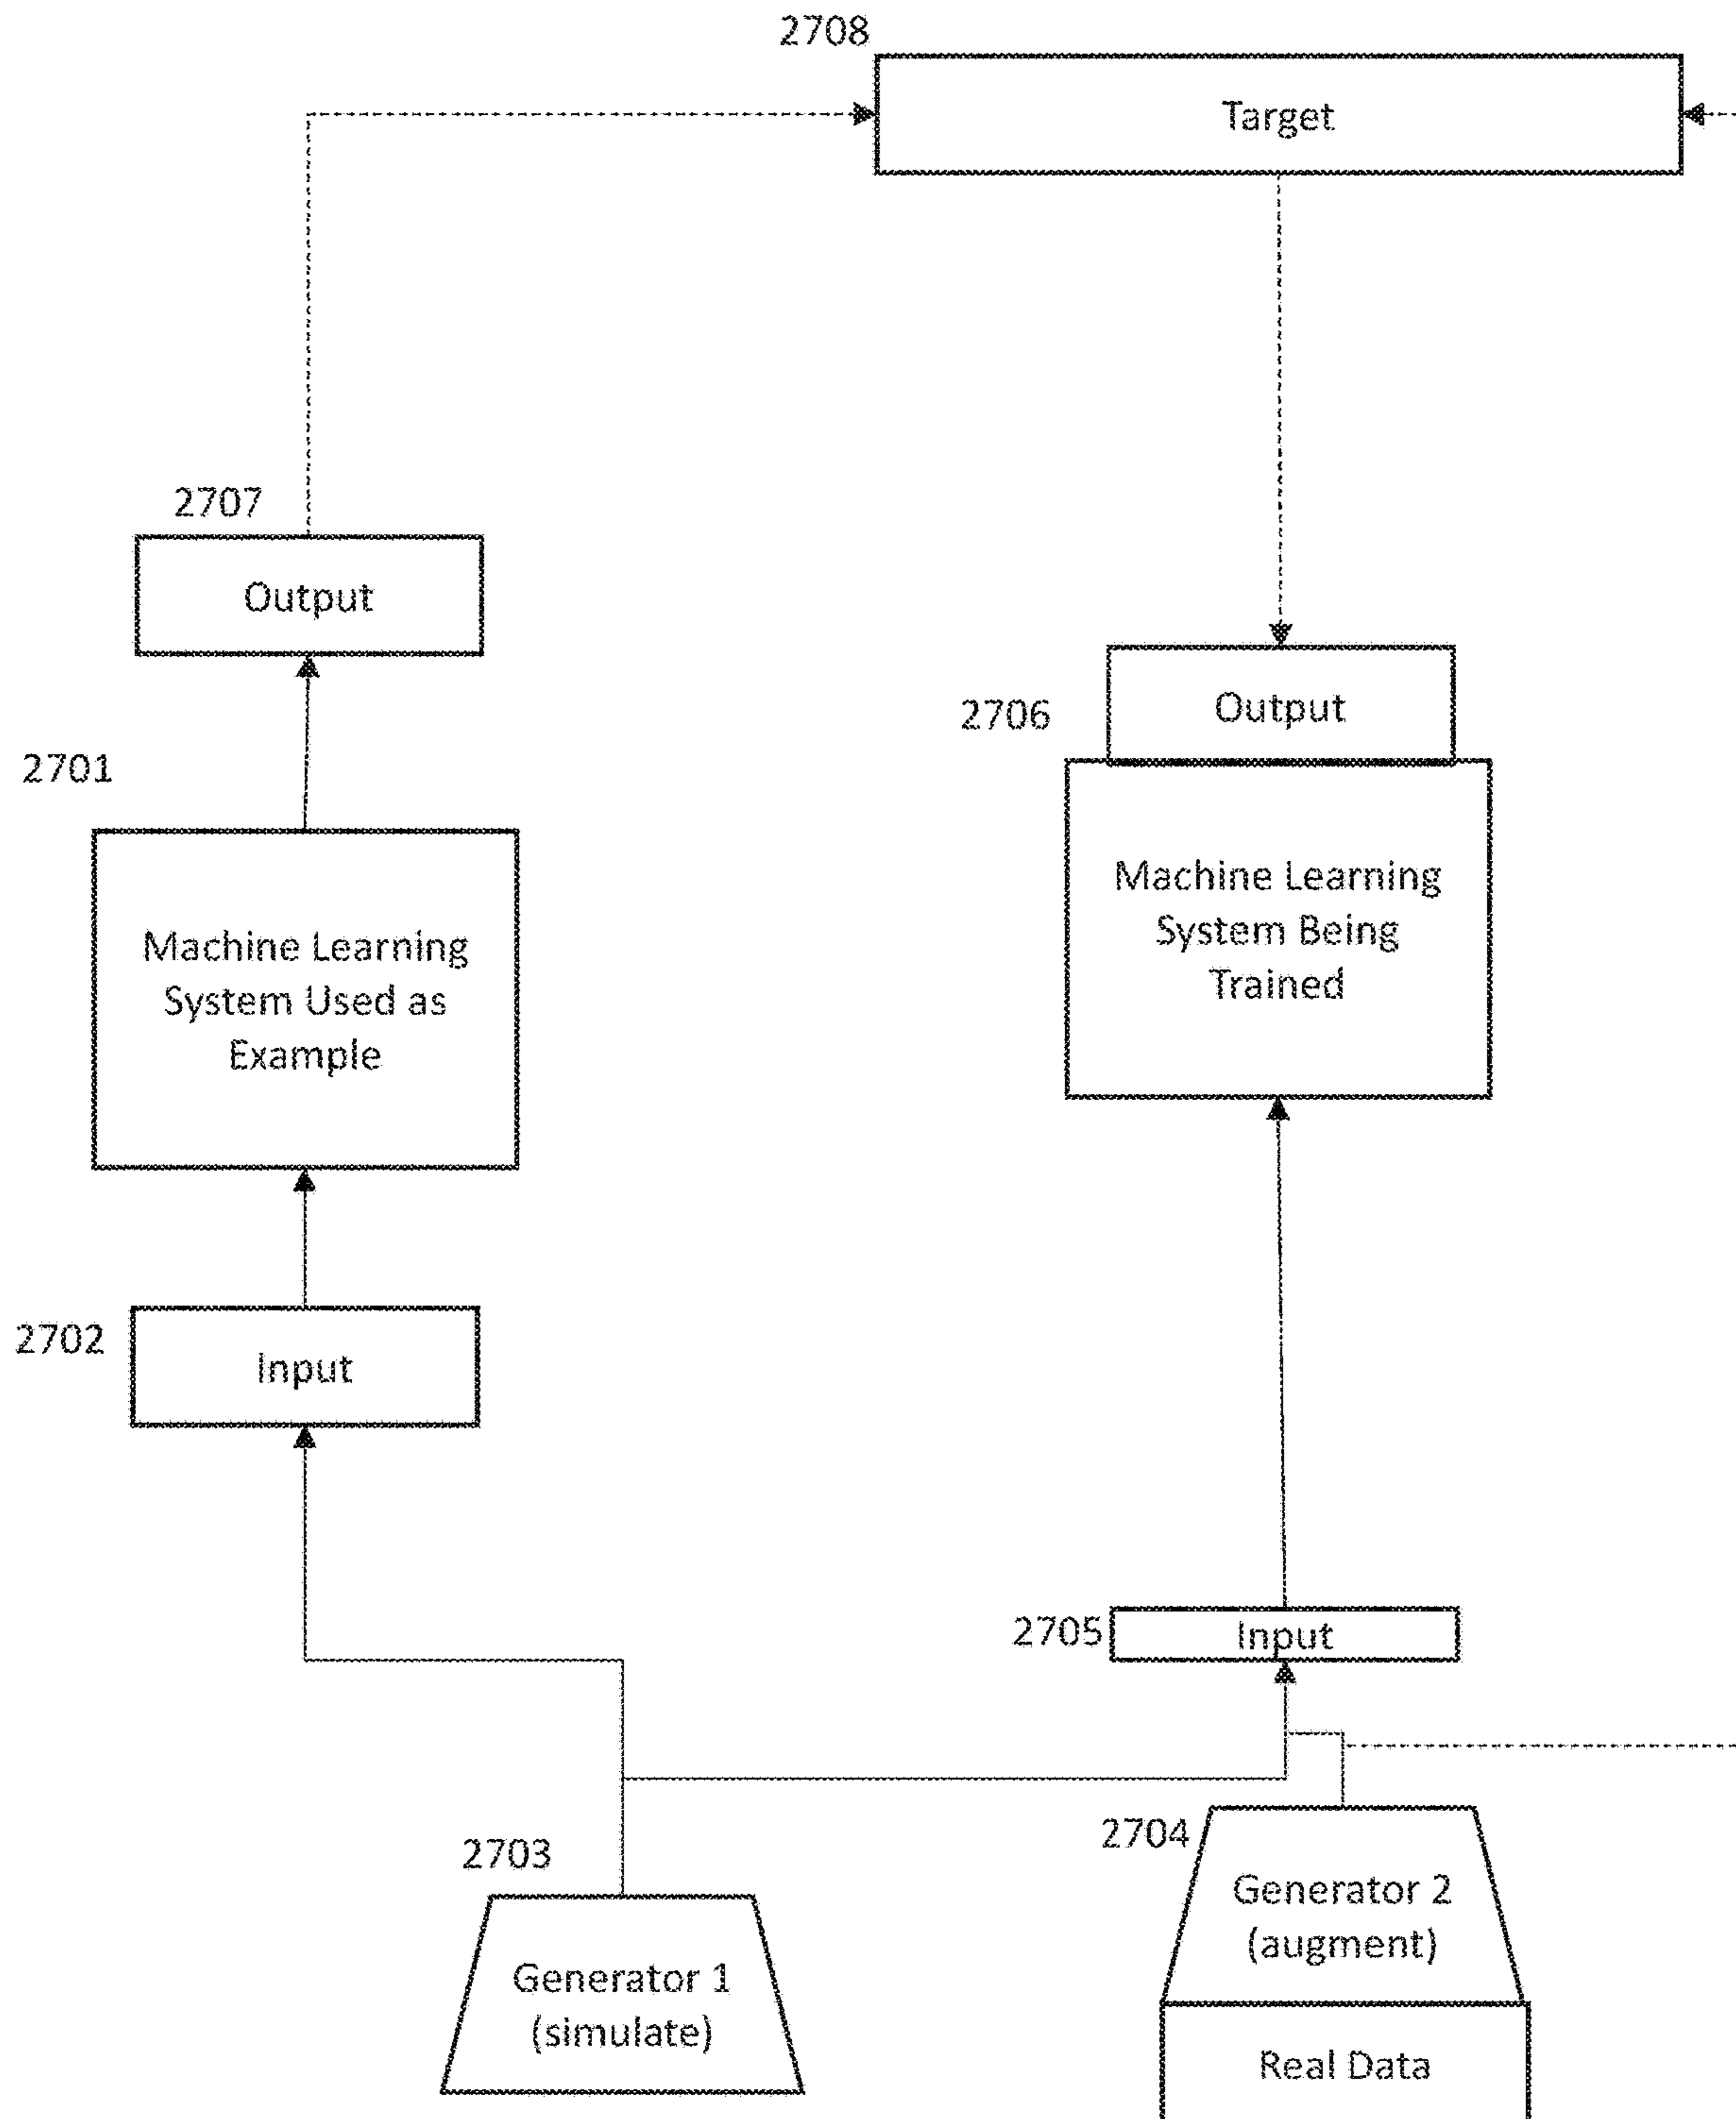 2708
Target
2707
Output
2706
Output
2701
Machine Learning
System Used as
Example
Machine Learning
System Being
Trained
2702
Input
2705
Input
2703
Generator 1
(simulate)
2704
Generator 2
(augment)
Real Data